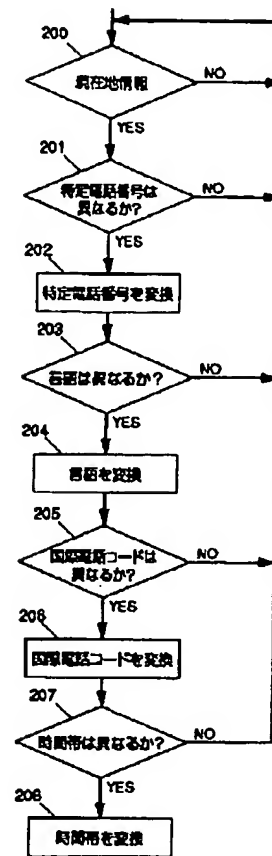 200
現在地情報
NO
YES
201
特定電話番号は
異なるか?
NO
YES
202
特定電話番号を変換
203
言語は異なるか?
NO
YES
204
言語を変換
205
国際電話コードは
異なるか?
NO
YES
206
国際電話コードを変換
207
時間帯は異なるか?
NO
YES
208
時間帯を変換